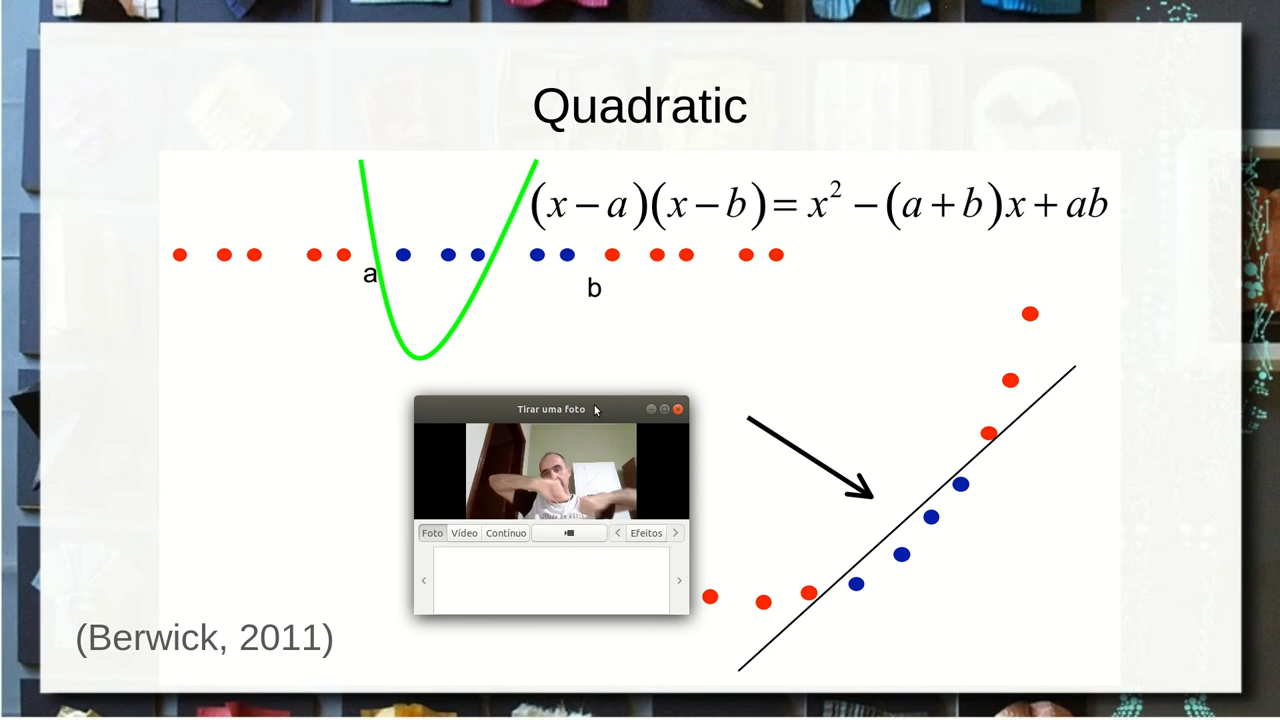 Quadratic
(x − a)(x − b) = x² − (a + b)x + ab
a
b
Tirar uma foto
Foto Vídeo Contínuo Efeitos
(Berwick, 2011)